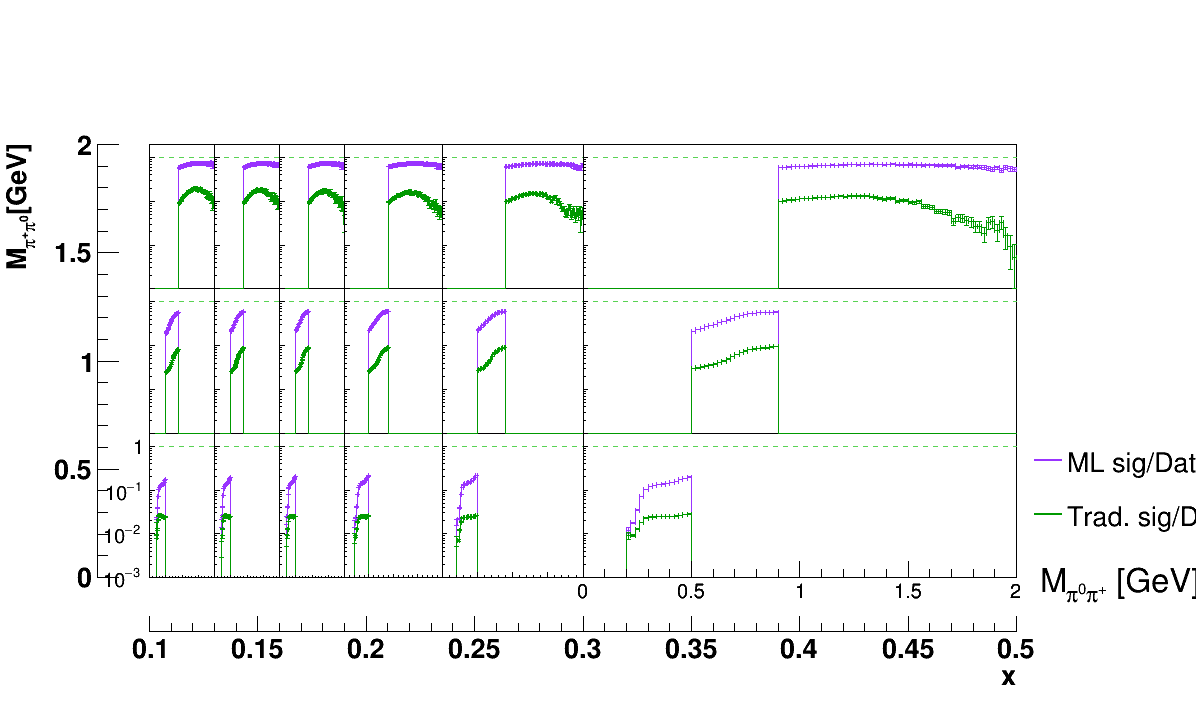 M_{π⁺π⁰}[GeV]
2
1.5
1
0.5
0
1
10⁻¹
10⁻²
10⁻³
ML sig/Dat
Trad. sig/D
0 0.5 1 1.5 2
M_{π⁰π⁺} [GeV]
0.1 0.15 0.2 0.25 0.3 0.35 0.4 0.45 0.5
x